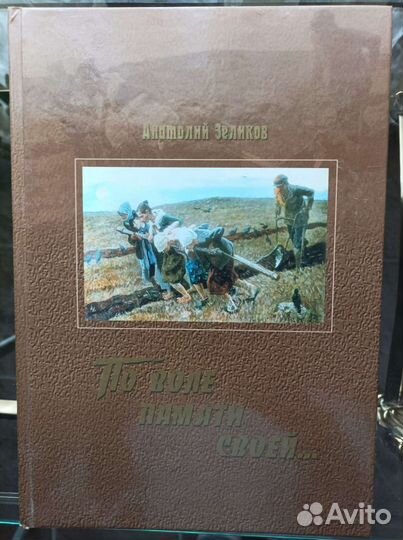 Анатолий Зеликов
По воле
памяти
своей...
Avito